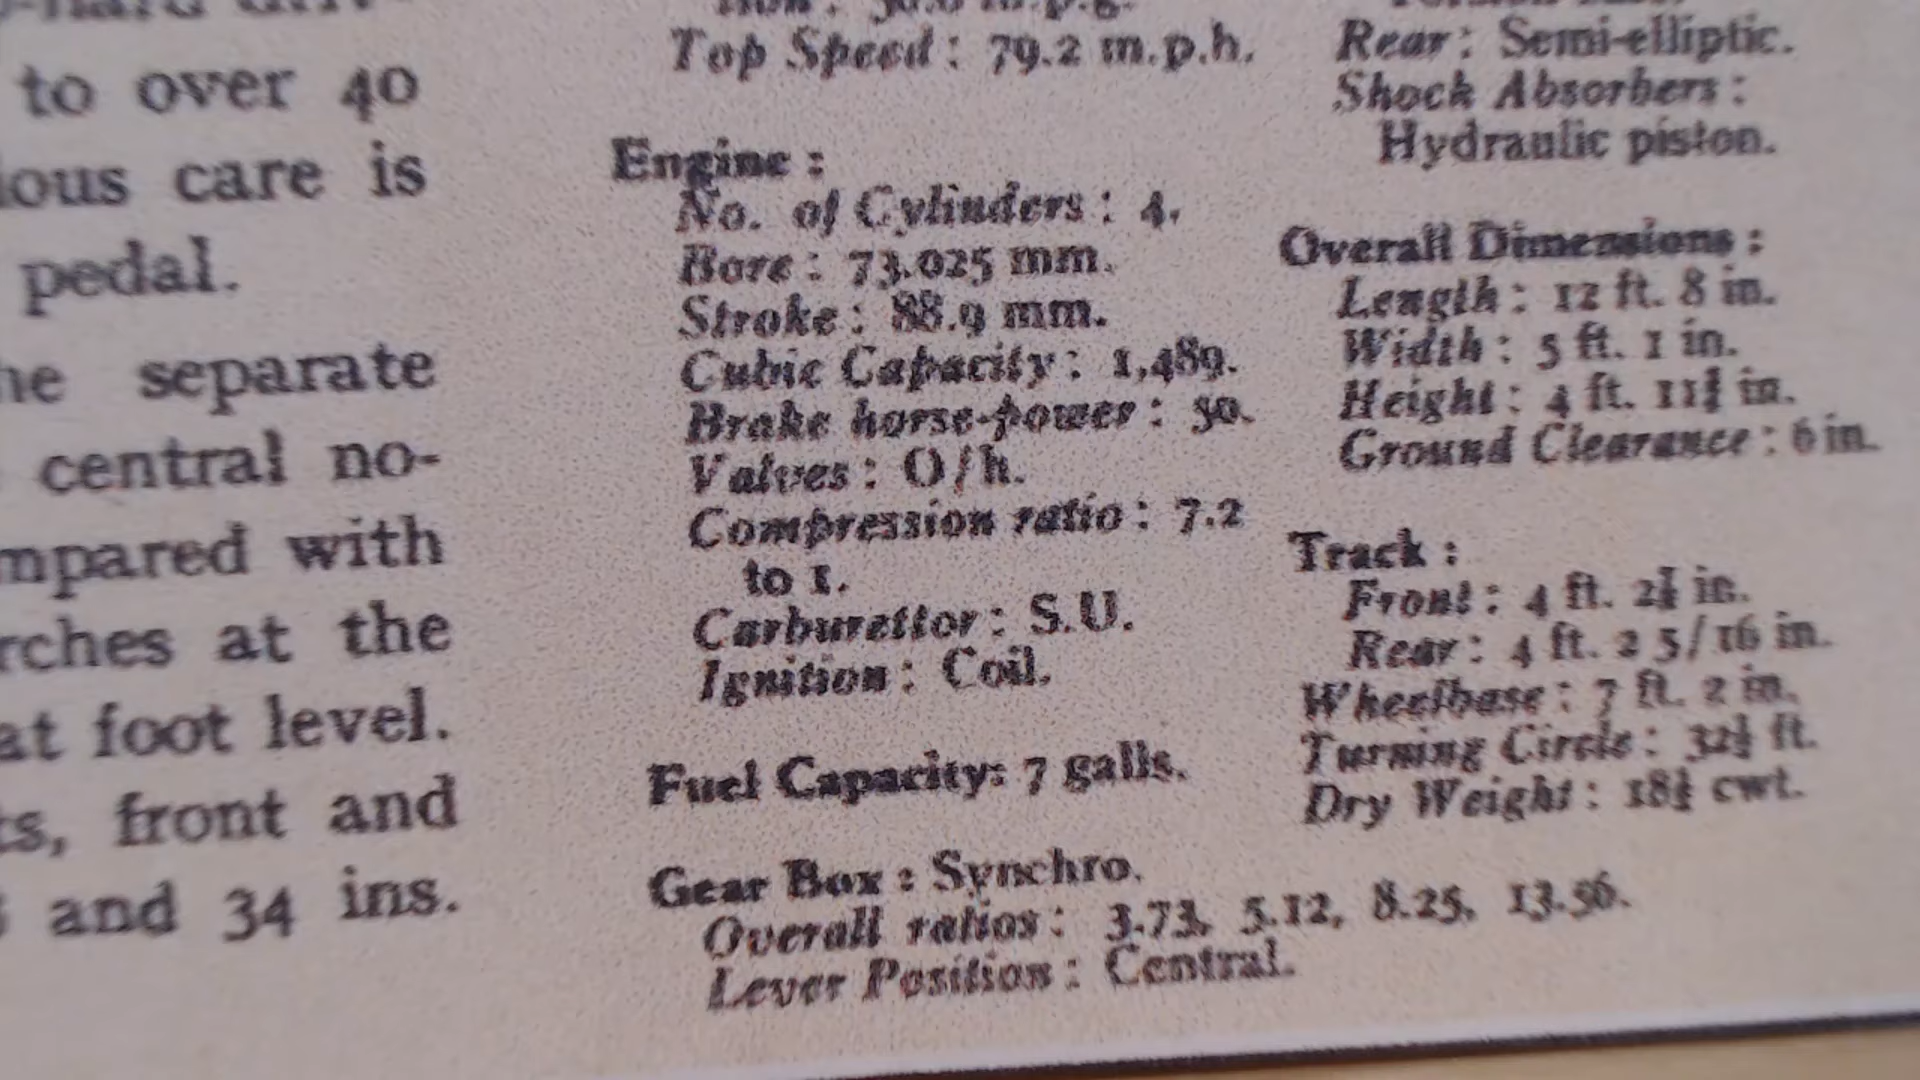 to over 40
care is
pedal.
separate
central no-
with
at the
at foot level.
front and
and 34 ins.
Top Speed : 79.2 m.p.h.
Engine :
No. of Cylinders : 4.
Bore : 73.025 mm.
Stroke : 88.9 mm.
Cubic Capacity : 1,489.
Brake horse-power : 50.
Valves : O/h.
Compression ratio : 7.2
to 1.
Carburettor : S.U.
Ignition : Coil.
Fuel Capacity: 7 galls.
Gear Box : Synchro.
Overall ratios : 3.73, 5.12, 8.25, 13.56.
Lever Position : Central.
Rear : Semi-elliptic.
Shock Absorbers :
Hydraulic piston.
Overall Dimensions :
Length : 12 ft. 8 in.
Width : 5 ft. 1 in.
Height : 4 ft. in.
Ground Clearance : 6 in.
Track :
Front : 4 ft. in.
Rear : 4 ft. 2 5/16 in.
Wheelbase : 7 ft. 2 in.
Turning Circle : 32½ ft.
Dry Weight : cwt.